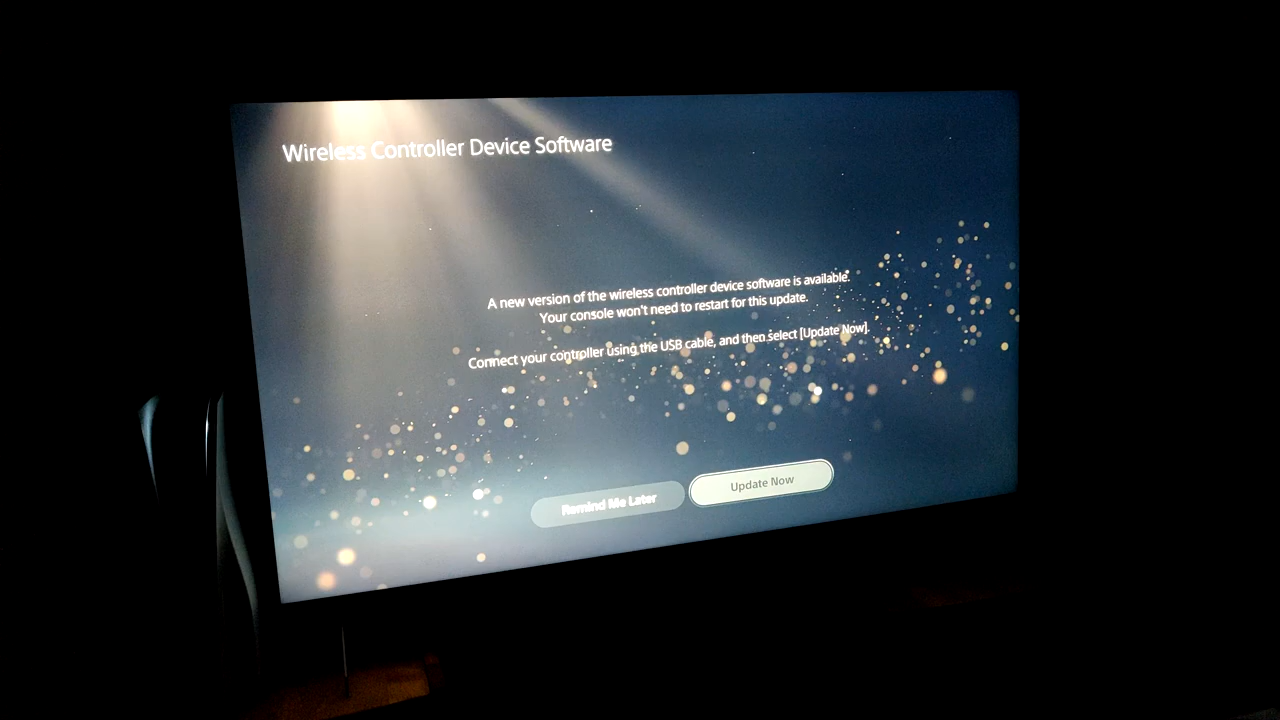 Wireless Controller Device Software
A new version of the wireless controller device software is available.
Your console won't need to restart for this update.
Connect your controller using the USB cable, and then select [Update Now].
Remind Me Later
Update Now